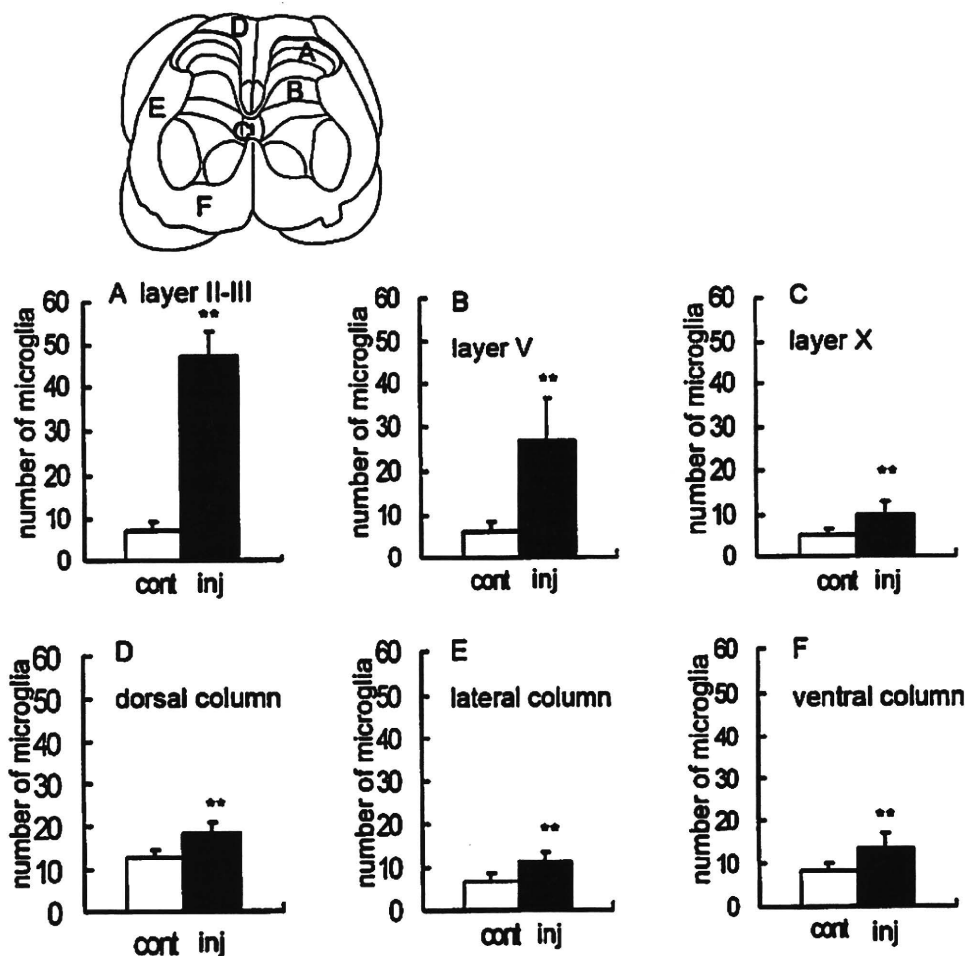 D
A
B
E
C
F
A layer II-III
number of microglia
60
50
40
30
20
10
0
**
cont inj
B
layer V
number of microglia
60
50
40
30
20
10
0
**
cont inj
C
layer X
number of microglia
60
50
40
30
20
10
0
**
cont inj
D
dorsal column
number of microglia
60
50
40
30
20
10
0
**
cont inj
E
lateral column
number of microglia
60
50
40
30
20
10
0
**
cont inj
F
ventral column
number of microglia
60
50
40
30
20
10
0
**
cont inj